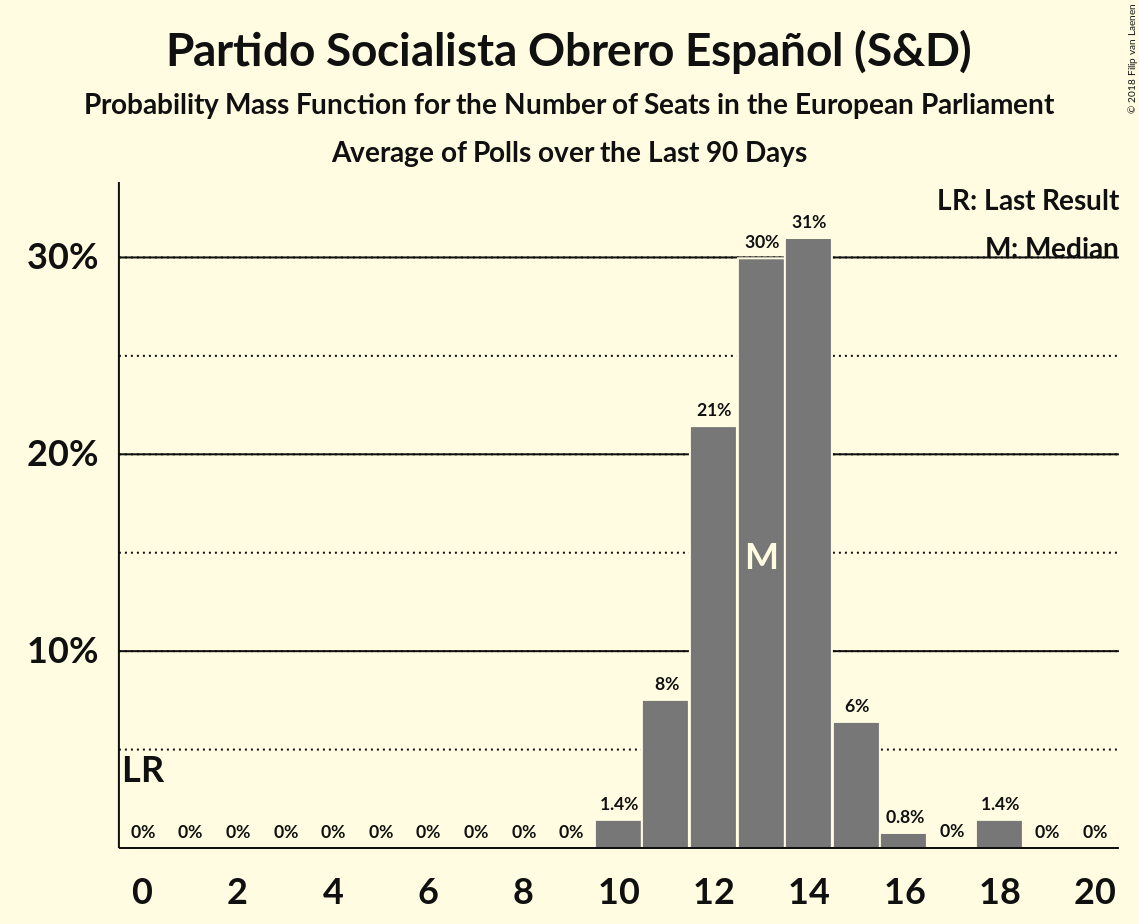 Partido Socialista Obrero Español (S&D)
Probability Mass Function for the Number of Seats in the European Parliament
Average of Polls over the Last 90 Days
© 2018 Filip van Laenen
LR: Last Result
M: Median
30%
20%
10%
31%
30%
21%
M
8%
6%
LR
1.4%
0.8%
1.4%
0% 0% 0% 0% 0% 0% 0% 0% 0% 0% 0% 0% 0%
0 2 4 6 8 10 12 14 16 18 20